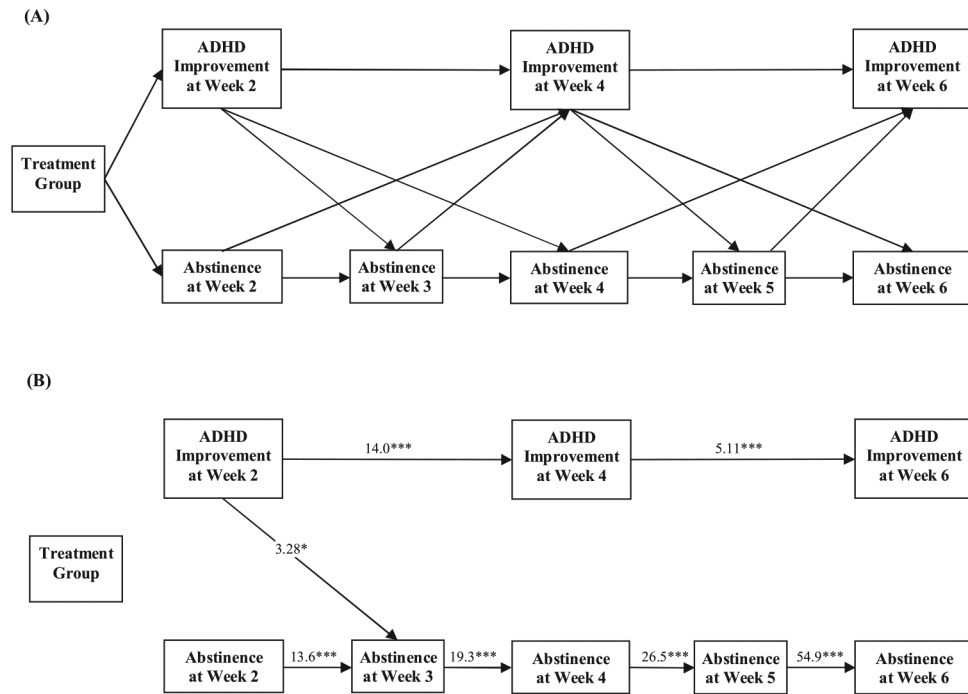 (A)
ADHD
Improvement
at Week 2
ADHD
Improvement
at Week 4
ADHD
Improvement
at Week 6
Treatment
Group
Abstinence
at Week 2
Abstinence
at Week 3
Abstinence
at Week 4
Abstinence
at Week 5
Abstinence
at Week 6
(B)
ADHD
Improvement
at Week 2
14.0***
ADHD
Improvement
at Week 4
5.11***
ADHD
Improvement
at Week 6
3.28*
Treatment
Group
Abstinence
at Week 2
13.6***
Abstinence
at Week 3
19.3***
Abstinence
at Week 4
26.5***
Abstinence
at Week 5
54.9***
Abstinence
at Week 6